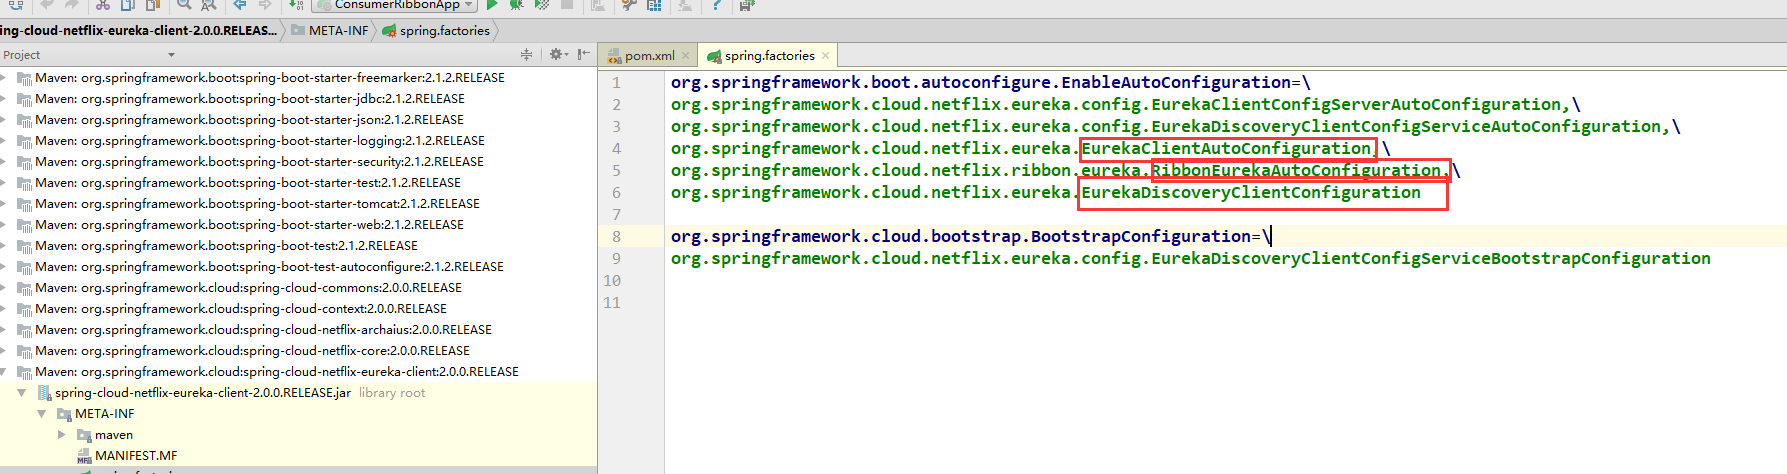 ConsumerRibbonApp
ing-cloud-netflix-eureka-client-2.0.0.RELEAS...
META-INF
spring.factories
Project
pom.xml
spring.factories
Maven: org.springframework.boot:spring-boot-starter-freemarker:2.1.2.RELEASE
Maven: org.springframework.boot:spring-boot-starter-jdbc:2.1.2.RELEASE
Maven: org.springframework.boot:spring-boot-starter-json:2.1.2.RELEASE
Maven: org.springframework.boot:spring-boot-starter-logging:2.1.2.RELEASE
Maven: org.springframework.boot:spring-boot-starter-security:2.1.2.RELEASE
Maven: org.springframework.boot:spring-boot-starter-test:2.1.2.RELEASE
Maven: org.springframework.boot:spring-boot-starter-tomcat:2.1.2.RELEASE
Maven: org.springframework.boot:spring-boot-starter-web:2.1.2.RELEASE
Maven: org.springframework.boot:spring-boot-test:2.1.2.RELEASE
Maven: org.springframework.boot:spring-boot-test-autoconfigure:2.1.2.RELEASE
Maven: org.springframework.cloud:spring-cloud-commons:2.0.0.RELEASE
Maven: org.springframework.cloud:spring-cloud-context:2.0.0.RELEASE
Maven: org.springframework.cloud:spring-cloud-netflix-archaius:2.0.0.RELEASE
Maven: org.springframework.cloud:spring-cloud-netflix-core:2.0.0.RELEASE
Maven: org.springframework.cloud:spring-cloud-netflix-eureka-client:2.0.0.RELEASE
spring-cloud-netflix-eureka-client-2.0.0.RELEASE.jar library root
META-INF
maven
MANIFEST.MF
1 org.springframework.boot.autoconfigure.EnableAutoConfiguration=\
2 org.springframework.cloud.netflix.eureka.config.EurekaClientConfigServerAutoConfiguration,\
3 org.springframework.cloud.netflix.eureka.config.EurekaDiscoveryClientConfigServiceAutoConfiguration,\
4 org.springframework.cloud.netflix.eureka.EurekaClientAutoConfiguration,\
5 org.springframework.cloud.netflix.ribbon.eureka.RibbonEurekaAutoConfiguration,\
6 org.springframework.cloud.netflix.eureka.EurekaDiscoveryClientConfiguration
7
8 org.springframework.cloud.bootstrap.BootstrapConfiguration=\
9 org.springframework.cloud.netflix.eureka.config.EurekaDiscoveryClientConfigServiceBootstrapConfiguration
10
11